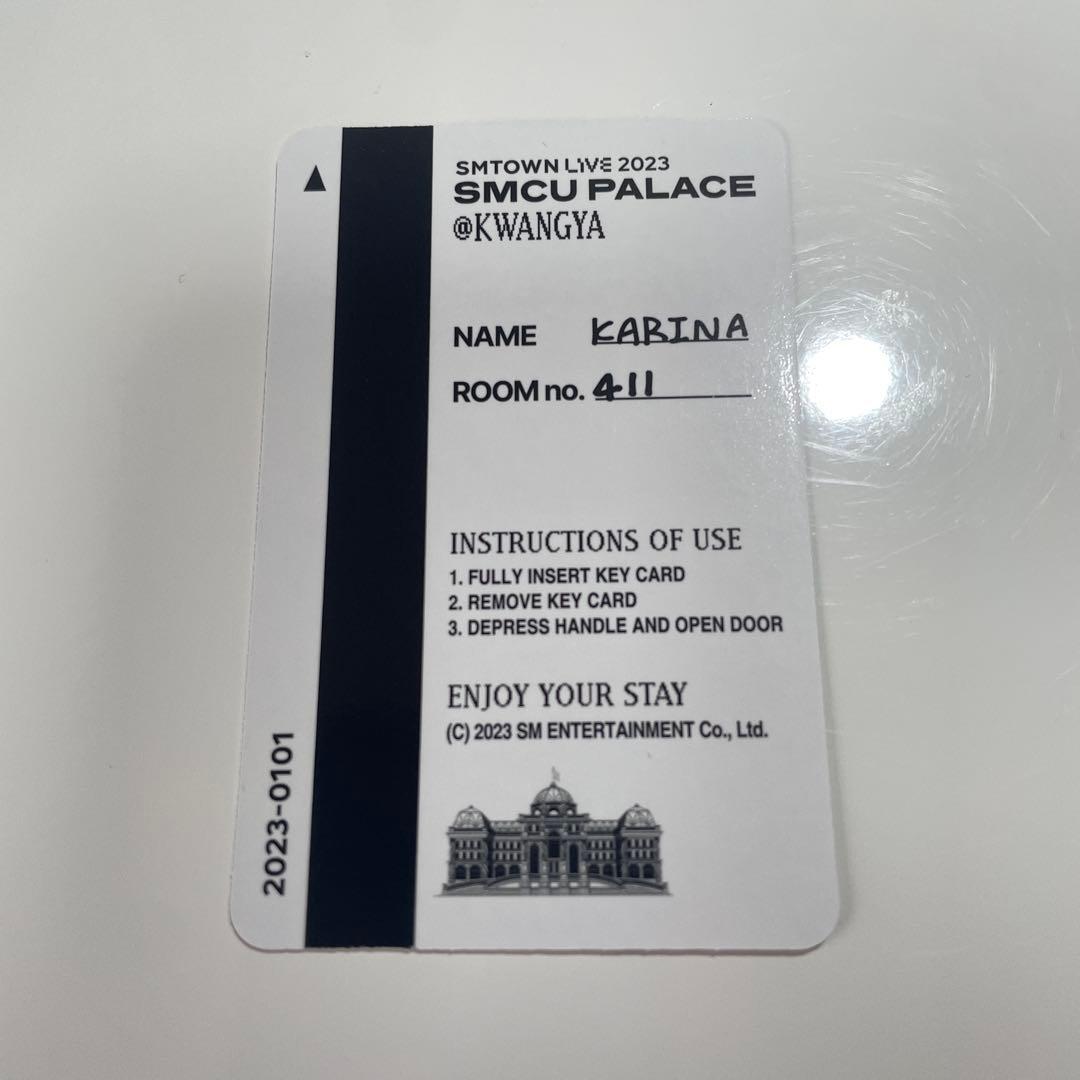 SMTOWN LIVE 2023
SMCU PALACE
@KWANGYA
NAME KARINA
ROOM no. 411
INSTRUCTIONS OF USE
1. FULLY INSERT KEY CARD
2. REMOVE KEY CARD
3. DEPRESS HANDLE AND OPEN DOOR
ENJOY YOUR STAY
(C) 2023 SM ENTERTAINMENT Co., Ltd.
2023-0101